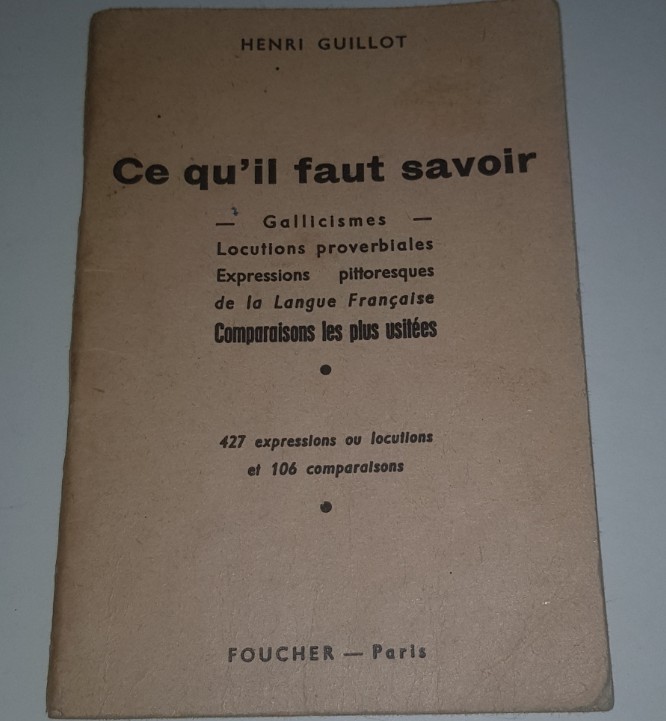 HENRI GUILLOT
Ce qu'il faut savoir
— Gallicismes —
Locutions proverbiales
Expressions pittoresques
de la Langue Française
Comparaisons les plus usitées
427 expressions ou locutions
et 106 comparaisons
FOUCHER — Paris